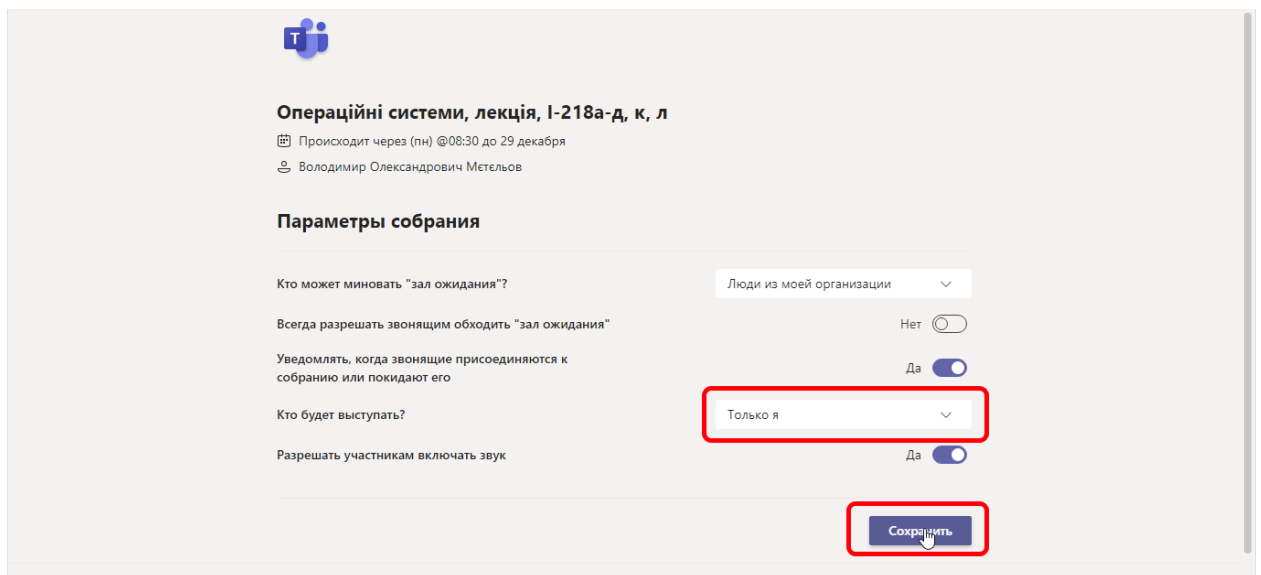 T
Операційні системи, лекція, І-218а-д, к, л
Происходит через (пн) @08:30 до 29 декабря
Володимир Олександрович Мєтєльов
Параметры собрания
Кто может миновать "зал ожидания"?
Люди из моей организации
Всегда разрешать звонящим обходить "зал ожидания"
Нет
Уведомлять, когда звонящие присоединяются к
собранию или покидают его
Да
Кто будет выступать?
Только я
Разрешать участникам включать звук
Да
Сохранить